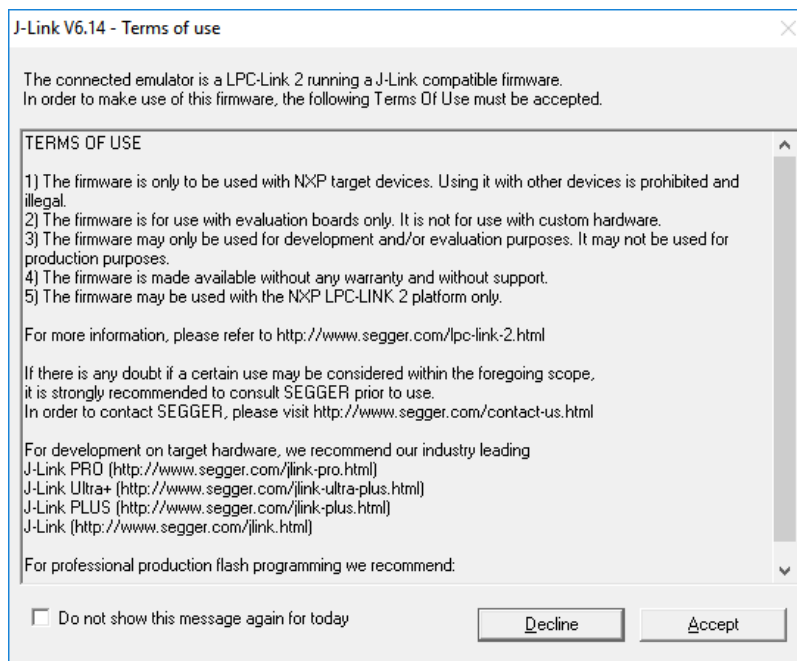 J-Link V6.14 - Terms of use
The connected emulator is a LPC-Link 2 running a J-Link compatible firmware.
In order to make use of this firmware, the following Terms Of Use must be accepted.
TERMS OF USE
1) The firmware is only to be used with NXP target devices. Using it with other devices is prohibited and
illegal.
2) The firmware is for use with evaluation boards only. It is not for use with custom hardware.
3) The firmware may only be used for development and/or evaluation purposes. It may not be used for
production purposes.
4) The firmware is made available without any warranty and without support.
5) The firmware may be used with the NXP LPC-LINK 2 platform only.
For more information, please refer to http://www.segger.com/lpc-link-2.html
If there is any doubt if a certain use may be considered within the foregoing scope,
it is strongly recommended to consult SEGGER prior to use.
In order to contact SEGGER, please visit http://www.segger.com/contact-us.html
For development on target hardware, we recommend our industry leading
J-Link PRO (http://www.segger.com/jlink-pro.html)
J-Link Ultra+ (http://www.segger.com/jlink-ultra-plus.html)
J-Link PLUS (http://www.segger.com/jlink-plus.html)
J-Link (http://www.segger.com/jlink.html)
For professional production flash programming we recommend:
Do not show this message again for today
Decline
Accept